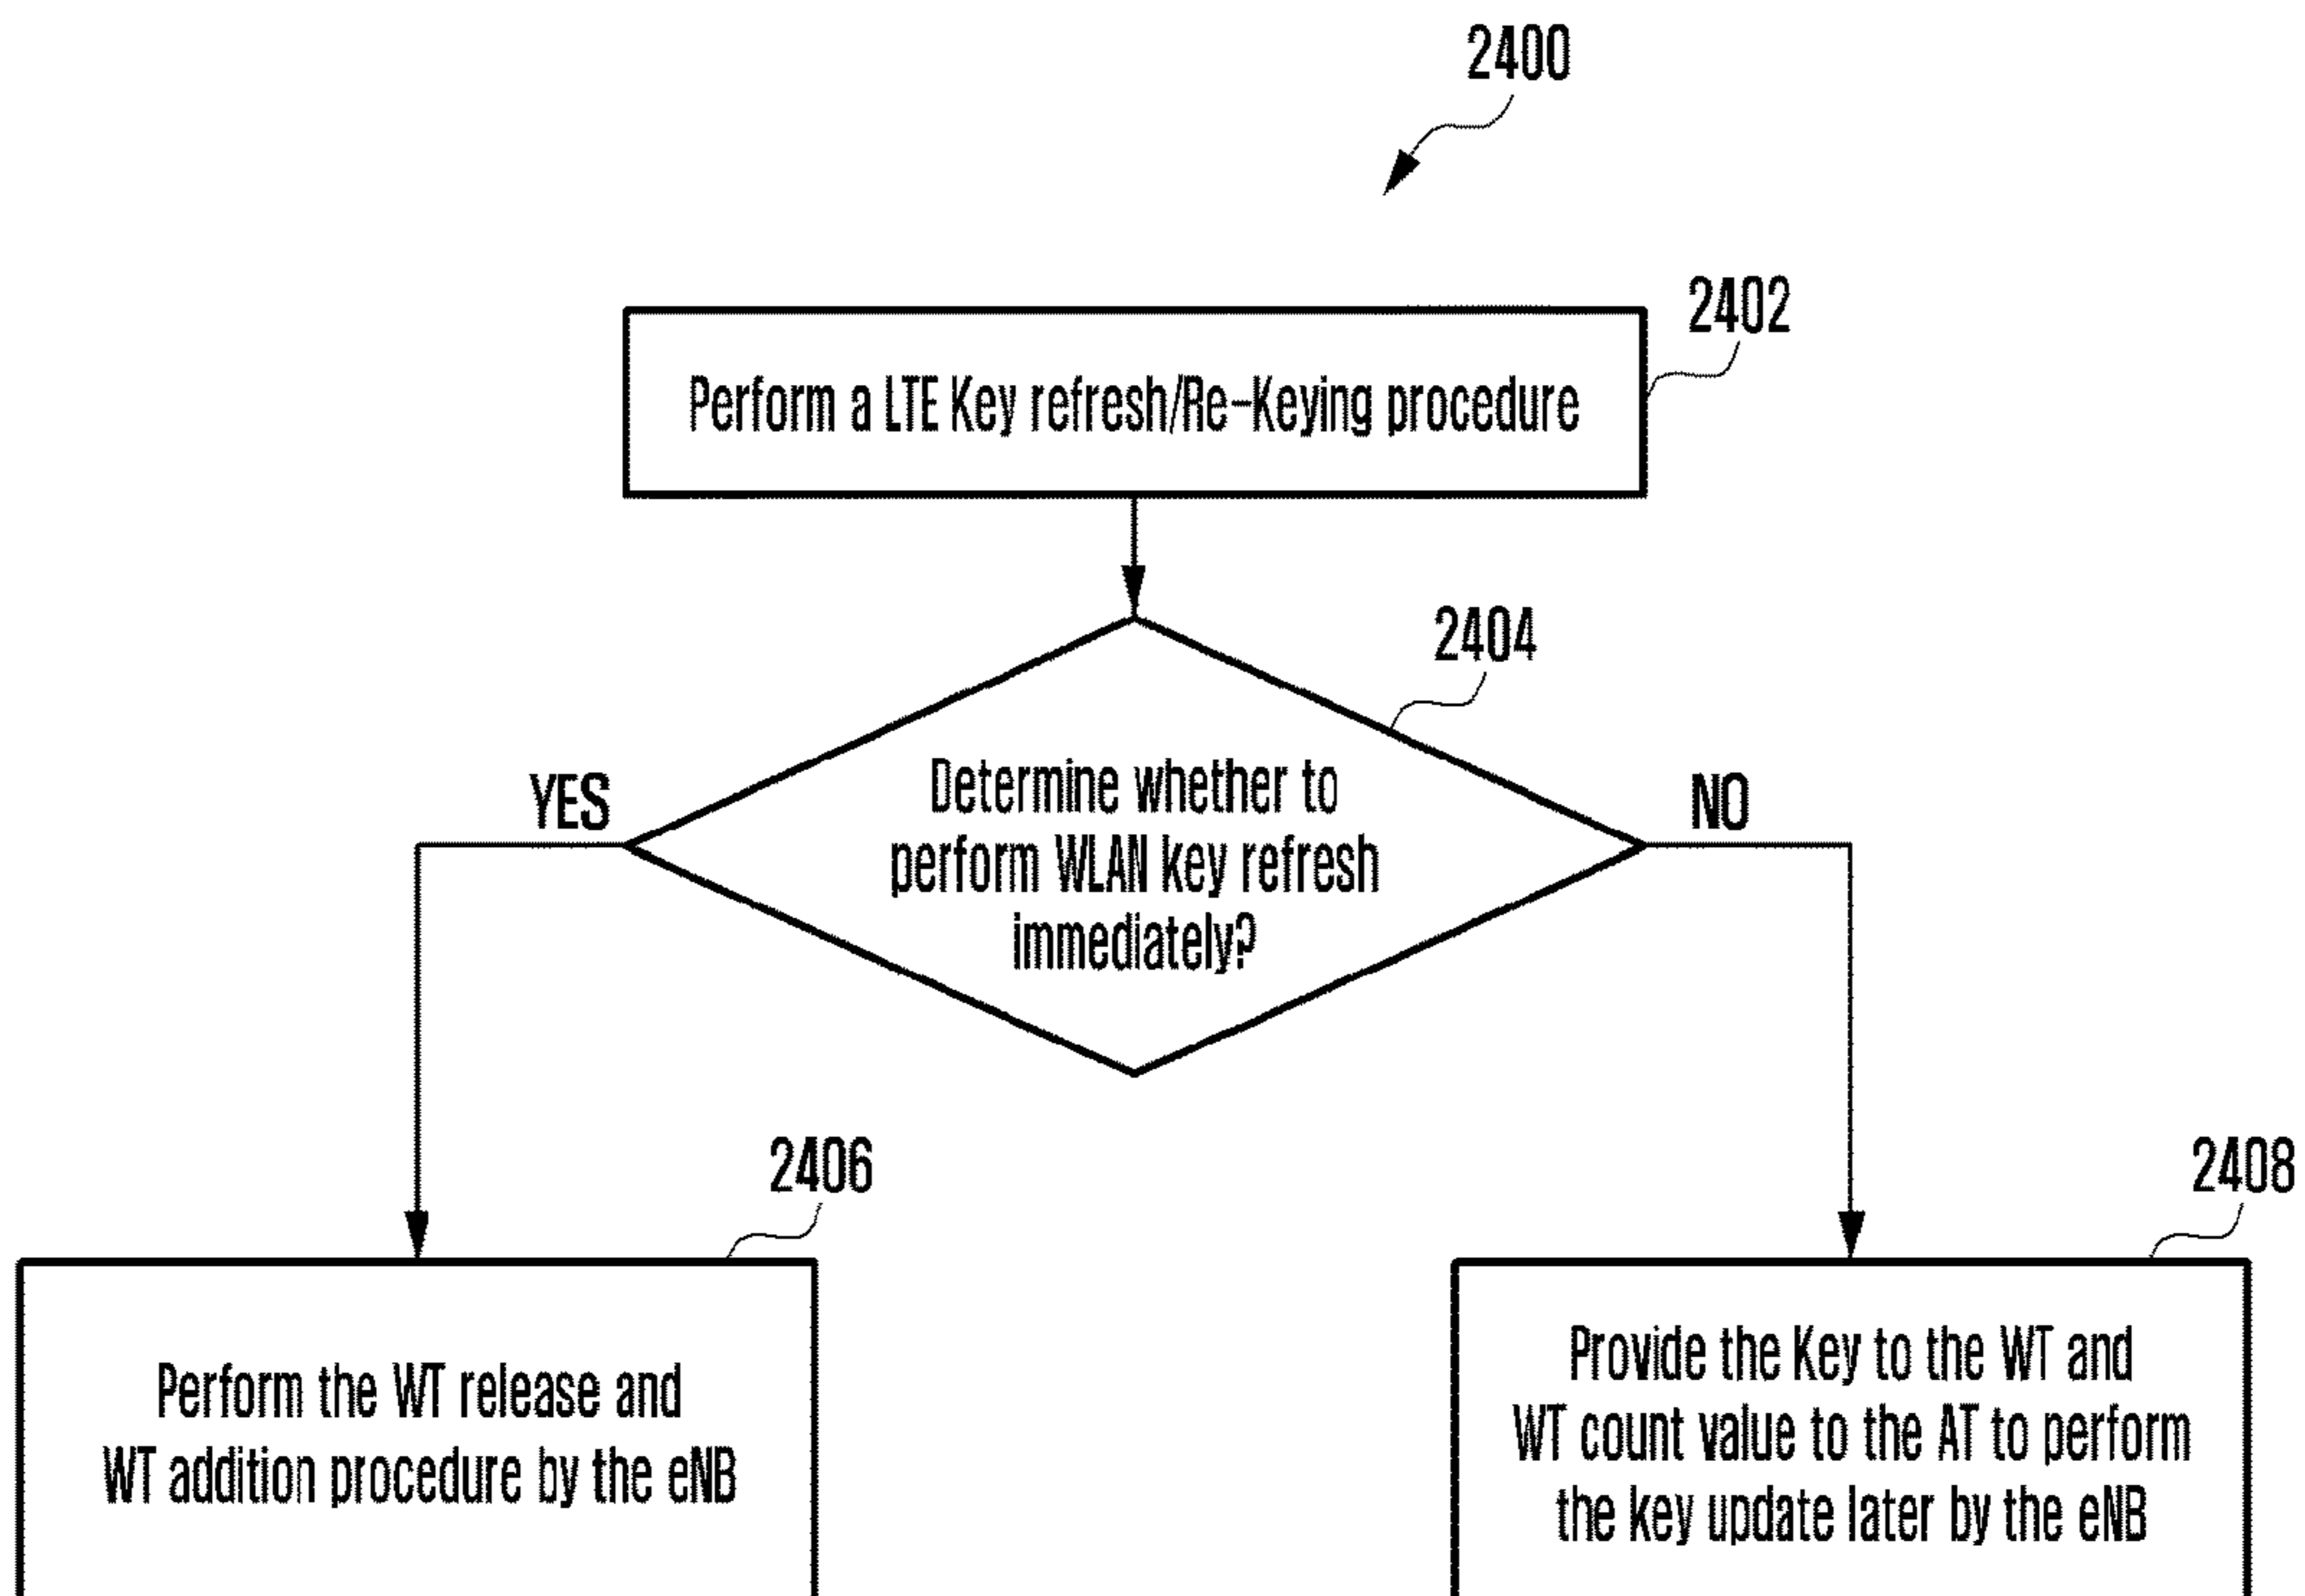 2400
2402
Perform a LTE Key refresh/Re-Keying procedure
2404
YES
NO
Determine whether to
perform WLAN key refresh
immediately?
2406
2408
Perform the WT release and
WT addition procedure by the eNB
Provide the Key to the WT and
WT count value to the AT to perform
the key update later by the eNB